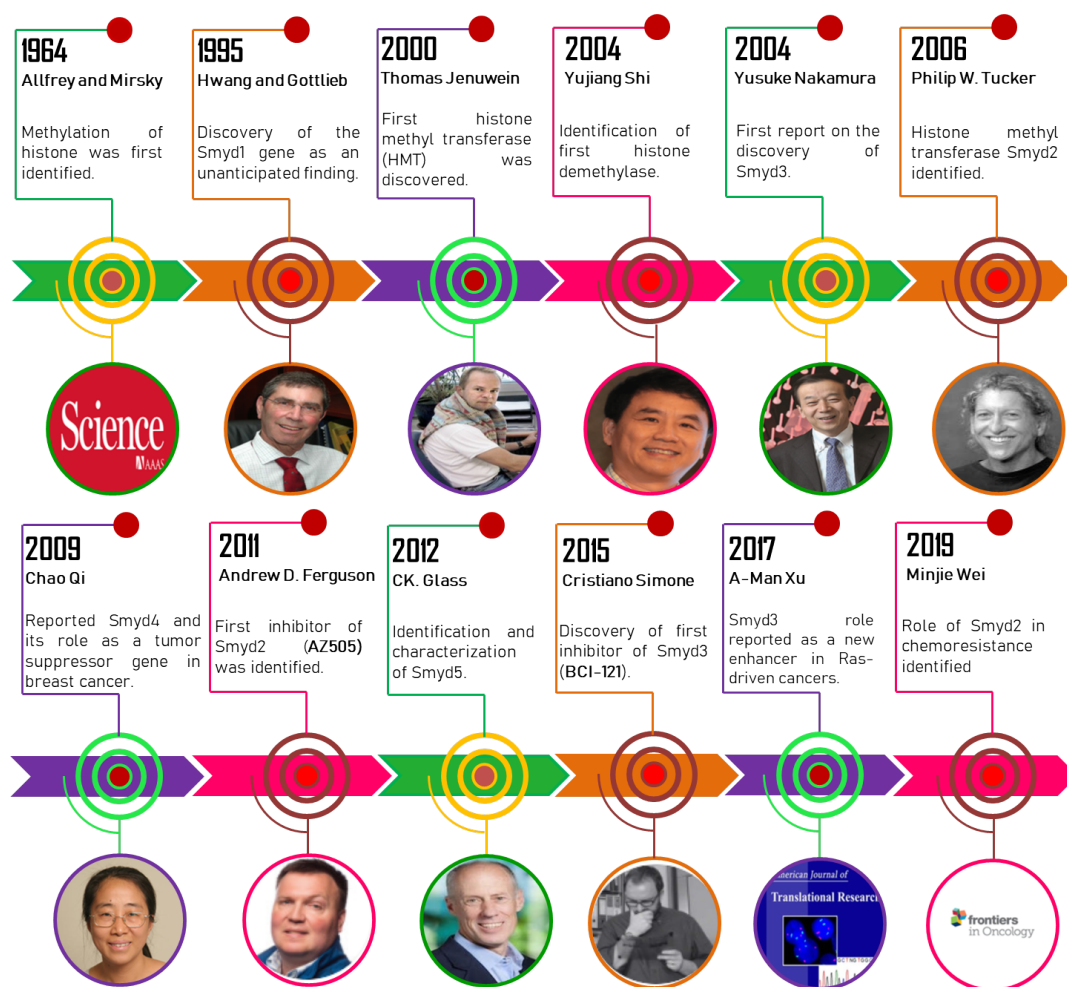 1964
Allfrey and Mirsky
Methylation of
histone was first
identified.
1995
Hwang and Gottlieb
Discovery of the
Smyd1 gene as an
unanticipated finding.
2000
Thomas Jenuwein
First histone
methyl transferase
(HMT) was
discovered.
2004
Yujiang Shi
Identification of
first histone
demethylase.
2004
Yusuke Nakamura
First report on the
discovery of
Smyd3.
2006
Philip W. Tucker
Histone methyl
transferase Smyd2
identified.
Science
AAAS
2009
Chao Qi
Reported Smyd4 and
its role as a tumor
suppressor gene in
breast cancer.
2011
Andrew D. Ferguson
First inhibitor of
Smyd2 (AZ505)
was identified.
2012
CK. Glass
Identification and
characterization
of Smyd5.
2015
Cristiano Simone
Discovery of first
inhibitor of Smyd3
(BCI-121).
2017
A-Man Xu
Smyd3 role
reported as a new
enhancer in Ras-
driven cancers.
2019
Minjie Wei
Role of Smyd2 in
chemoresistance
identified
merican Journal of
Translational Researc
frontiers
in Oncology